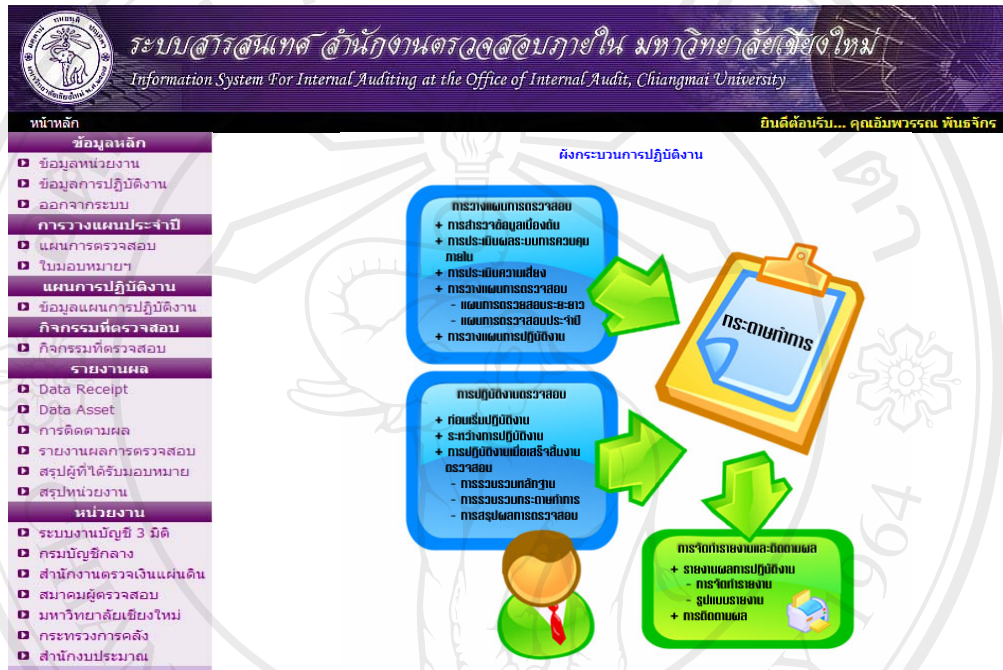 ระบบสารสนเทศ สำนักงานตรวจสอบภายใน มหาวิทยาลัยเชียงใหม่
Information System For Internal Auditing at the Office of Internal Audit, Chiangmai University
หน้าหลัก
ยินดีต้อนรับ... คุณอัมพวรรณ พันธจักร
ข้อมูลหลัก
ข้อมูลหน่วยงาน
ข้อมูลการปฏิบัติงาน
ออกจากระบบ
การวางแผนประจำปี
แผนการตรวจสอบ
ใบมอบหมายฯ
แผนการปฏิบัติงาน
ข้อมูลแผนการปฏิบัติงาน
กิจกรรมที่ตรวจสอบ
กิจกรรมที่ตรวจสอบ
รายงานผล
Data Receipt
Data Asset
การติดตามผล
รายงานผลการตรวจสอบ
สรุปผู้ที่ได้รับมอบหมาย
สรุปหน่วยงาน
หน่วยงาน
ระบบงานบัญชี 3 มิติ
กรมบัญชีกลาง
สำนักงานตรวจเงินแผ่นดิน
สมาคมผู้ตรวจสอบ
มหาวิทยาลัยเชียงใหม่
กระทรวงการคลัง
สำนักงบประมาณ
ผังกระบวนการปฏิบัติงาน
การวางแผนการตรวจสอบ
+ การสำรวจข้อมูลเบื้องต้น
+ การประเมินผลระบบการควบคุม
ภายใน
+ การประเมินความเสี่ยง
+ การวางแผนการตรวจสอบ
- แผนการตรวยสอบระยะยาว
- แผนการตรวจสอบประจำปี
+ การวางแผนการปฏิบัติงาน
กระดาษทำการ
การปฏิบัติงานตรวจสอบ
+ ก่อนเริ่มปฏิบัติงาน
+ ระหว่างการปฏิบัติงาน
+ การปฏิบัติงานเมื่อเสร็จสิ้นงาน
ตรวจสอบ
- การรวบรวมหลักฐาน
- การรวบรวมกระดาษทำการ
- การสรุปผลการตรวจสอบ
การจัดทำรายงานและติดตามผล
+ รายงานผลการปฏิบัติงาน
- การจัดทำรายงาน
- รูปแบบรายงาน
+ การติดตามผล
1964